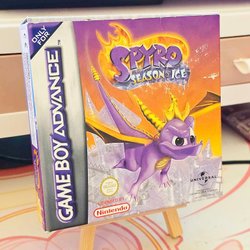 ONLY FOR
GAME BOY ADVANCE
SPYRO
SEASON OF ICE
Nintendo
UNIVERSAL